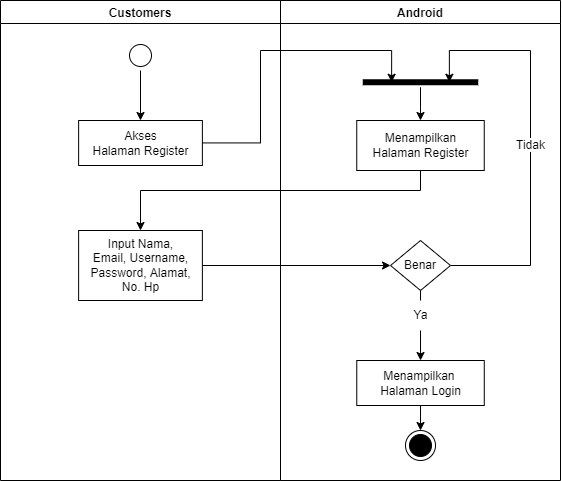 Customers
Android
Akses
Halaman Register
Menampilkan
Halaman Register
Tidak
Input Nama,
Email, Username,
Password, Alamat,
No. Hp
Benar
Ya
Menampilkan
Halaman Login